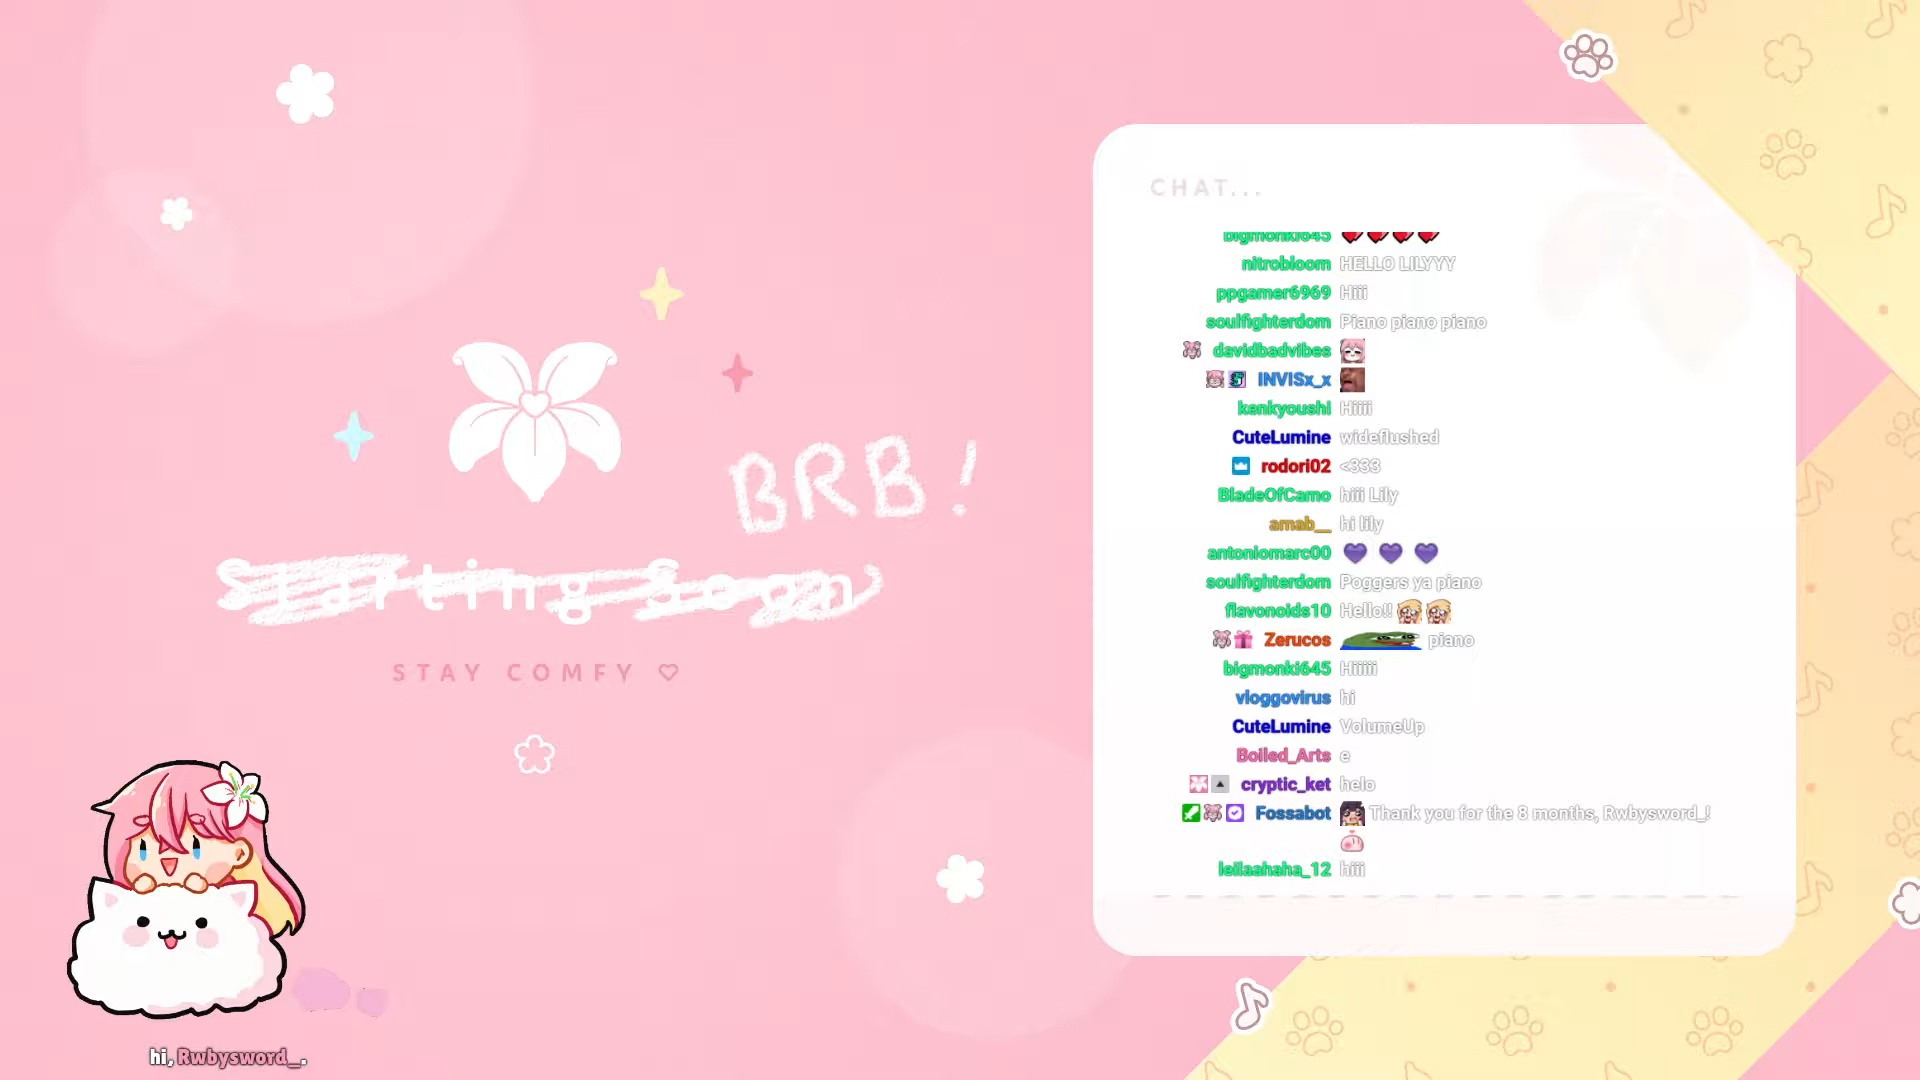 BRB!
Starting Soon
STAY COMFY ♡
hi, Rwbysword_.
CHAT...
bigmonki645
nitrobloom HELLO LILYYY
ppgamer6969 Hiii
soulfighterdom Piano piano piano
davidbadvibes
INVISx_x
kenkyoushi Hiiii
CuteLumine wideflushed
rodori02 <333
BladeOfCamo hiii Lily
amab__ hi lily
antoniomarc00 💜 💜 💜
soulfighterdom Poggers ya piano
flavonoids10 Hello!!
Zerucos piano
bigmonki645 Hiiiii
vloggovirus hi
CuteLumine VolumeUp
Boiled_Arts e
cryptic_ket helo
Fossabot Thank you for the 8 months, Rwbysword_!
leilaahaha_12 hiii